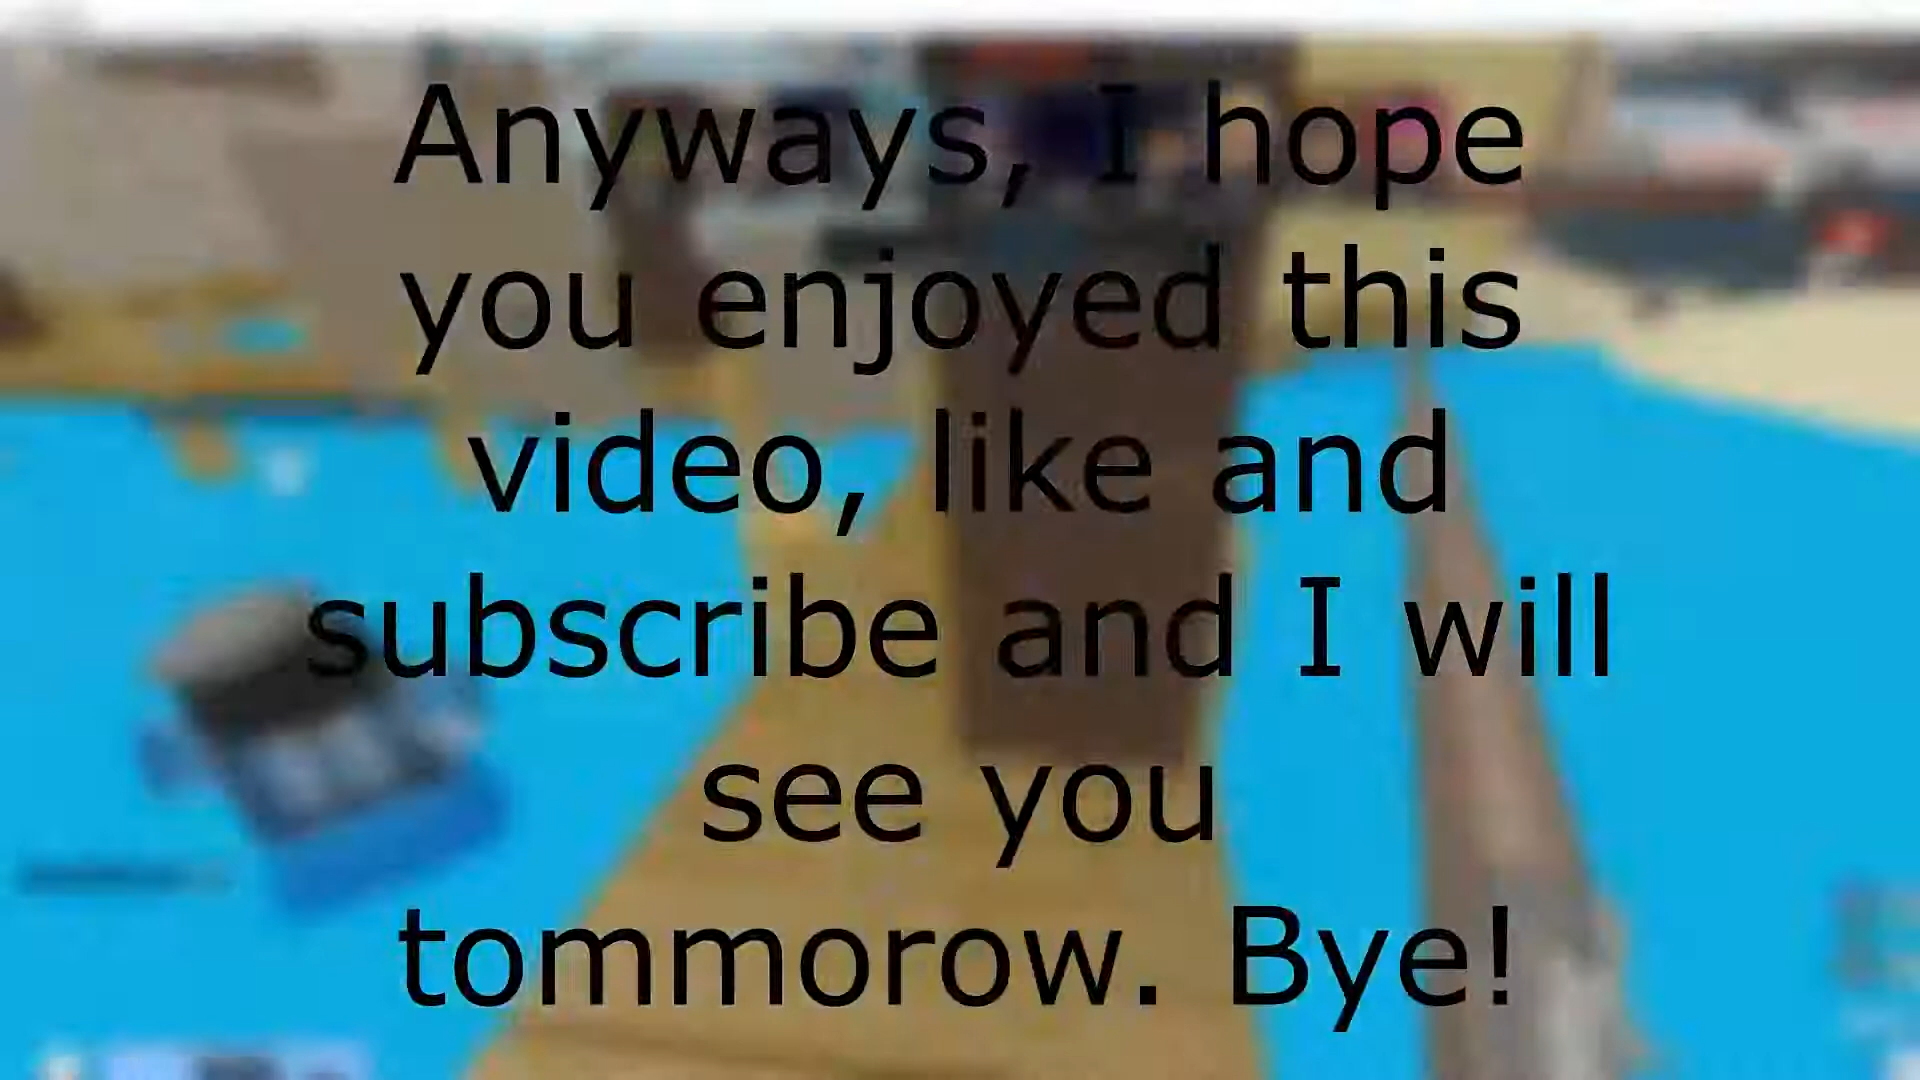 Anyways, I hope
you enjoyed this
video, like and
subscribe and I will
see you
tommorow. Bye!